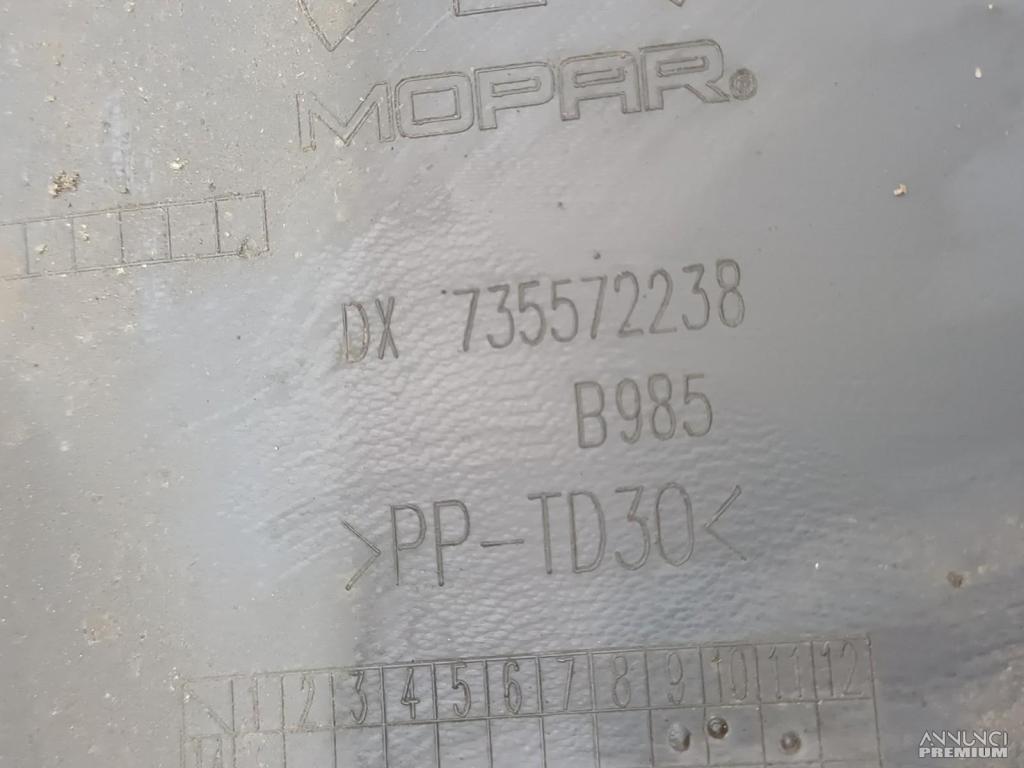 MOPAR®
DX 735572238
B985
>PP-TD30<
1 2 3 4 5 6 7 8 9 10 11 12
ANNUNCI
PREMIUM